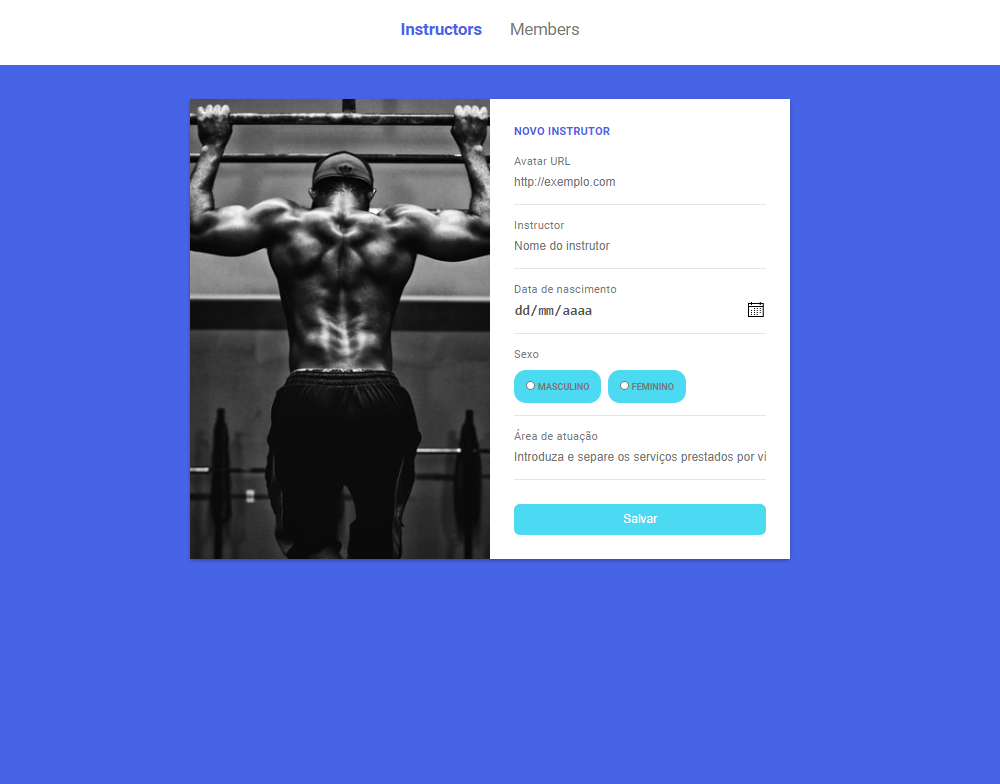 Instructors Members
NOVO INSTRUTOR
Avatar URL
http://exemplo.com
Instructor
Nome do instrutor
Data de nascimento
dd/mm/aaaa
Sexo
MASCULINO FEMININO
Área de atuação
Introduza e separe os serviços prestados por vi
Salvar